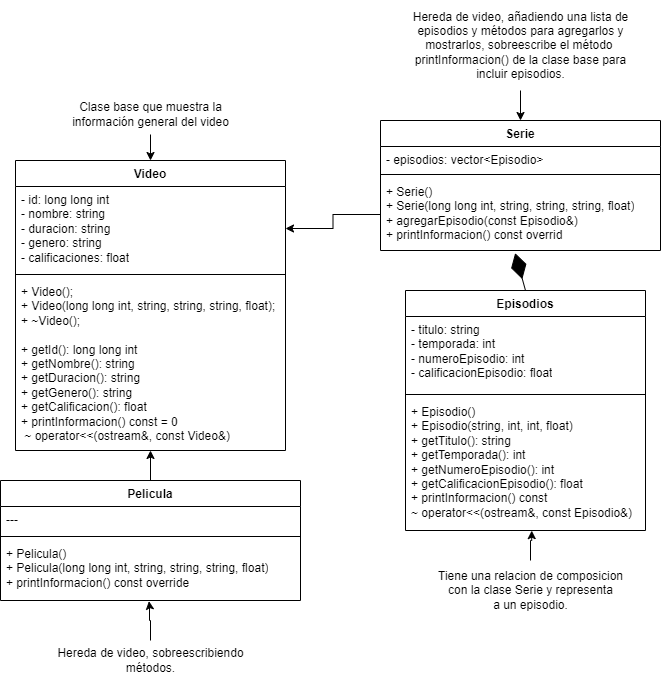 Hereda de video, añadiendo una lista de
episodios y métodos para agregarlos y
mostrarlos, sobreescribe el método
printInformacion() de la clase base para
incluir episodios.
Clase base que muestra la
información general del video
Video
- id: long long int
- nombre: string
- duracion: string
- genero: string
- calificaciones: float
+ Video();
+ Video(long long int, string, string, string, float);
+ ~Video();
+ getId(): long long int
+ getNombre(): string
+ getDuracion(): string
+ getGenero(): string
+ getCalificacion(): float
+ printInformacion() const = 0
~ operator<<(ostream&, const Video&)
Serie
- episodios: vector<Episodio>
+ Serie()
+ Serie(long long int, string, string, string, float)
+ agregarEpisodio(const Episodio&)
+ printInformacion() const overrid
Episodios
- titulo: string
- temporada: int
- numeroEpisodio: int
- calificacionEpisodio: float
+ Episodio()
+ Episodio(string, int, int, float)
+ getTitulo(): string
+ getTemporada(): int
+ getNumeroEpisodio(): int
+ getCalificacionEpisodio(): float
+ printInformacion() const
~ operator<<(ostream&, const Episodio&)
Pelicula
---
+ Pelicula()
+ Pelicula(long long int, string, string, string, float)
+ printInformacion() const override
Tiene una relacion de composicion
con la clase Serie y representa
a un episodio.
Hereda de video, sobreescribiendo
métodos.